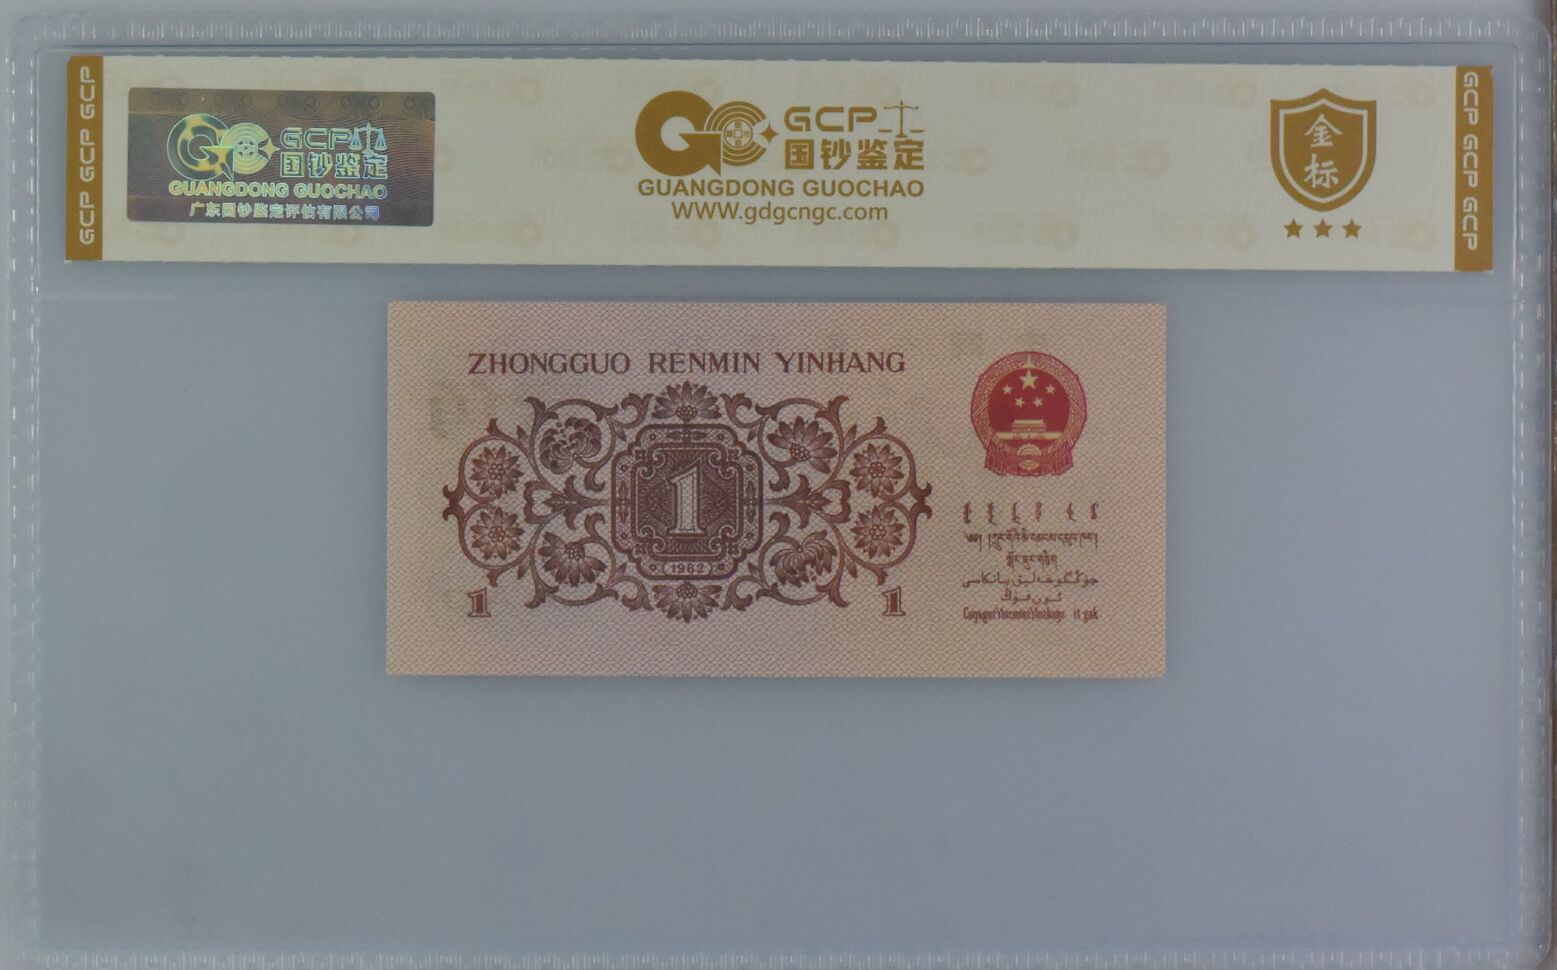 GCP GCP GCP
GCP
国钞鉴定
GUANGDONG GUOCHAO
广东国钞鉴定评估有限公司
GCP
国钞鉴定
GUANGDONG GUOCHAO
WWW.gdgcngc.com
金标
GCP GCP GCP
ZHONGGUO RENMIN YINHANG
1
1962
1
1